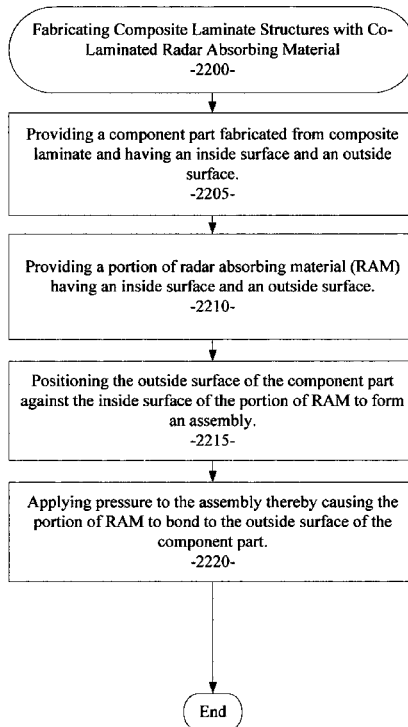 Fabricating Composite Laminate Structures with Co-
Laminated Radar Absorbing Material
-2200-
Providing a component part fabricated from composite
laminate and having an inside surface and an outside
surface.
-2205-
Providing a portion of radar absorbing material (RAM)
having an inside surface and an outside surface.
-2210-
Positioning the outside surface of the component part
against the inside surface of the portion of RAM to form
an assembly.
-2215-
Applying pressure to the assembly thereby causing the
portion of RAM to bond to the outside surface of the
component part.
-2220-
End